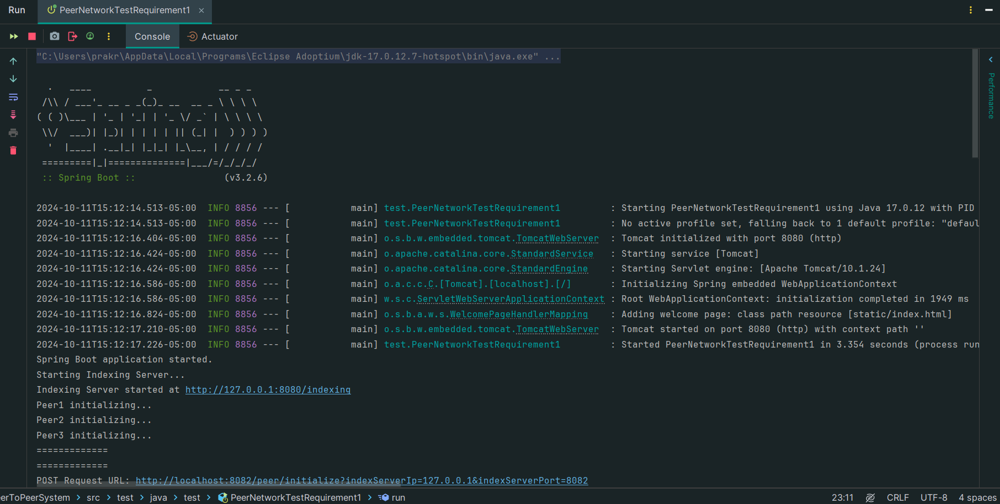 Run PeerNetworkTestRequirement1
Console Actuator
"C:\Users\prakr\AppData\Local\Programs\Eclipse Adoptium\jdk-17.0.12.7-hotspot\bin\java.exe" ...
  .   ____          _            __ _ _
 /\\ / ___'_ __ _ _(_)_ __  __ _ \ \ \ \
( ( )\___ | '_ | '_| | '_ \/ _` | \ \ \ \
 \\/  ___)| |_)| | | | | || (_| |  ) ) ) )
  '  |____| .__|_| |_|_| |_\__, | / / / /
 =========|_|==============|___/=/_/_/_/
 :: Spring Boot ::                (v3.2.6)
2024-10-11T15:12:14.513-05:00  INFO 8856 --- [           main] test.PeerNetworkTestRequirement1         : Starting PeerNetworkTestRequirement1 using Java 17.0.12 with PID
2024-10-11T15:12:14.513-05:00  INFO 8856 --- [           main] test.PeerNetworkTestRequirement1         : No active profile set, falling back to 1 default profile: "defaul
2024-10-11T15:12:16.404-05:00  INFO 8856 --- [           main] o.s.b.w.embedded.tomcat.TomcatWebServer  : Tomcat initialized with port 8080 (http)
2024-10-11T15:12:16.424-05:00  INFO 8856 --- [           main] o.apache.catalina.core.StandardService   : Starting service [Tomcat]
2024-10-11T15:12:16.424-05:00  INFO 8856 --- [           main] o.apache.catalina.core.StandardEngine    : Starting Servlet engine: [Apache Tomcat/10.1.24]
2024-10-11T15:12:16.586-05:00  INFO 8856 --- [           main] o.a.c.c.C.[Tomcat].[localhost].[/]       : Initializing Spring embedded WebApplicationContext
2024-10-11T15:12:16.586-05:00  INFO 8856 --- [           main] w.s.c.ServletWebServerApplicationContext : Root WebApplicationContext: initialization completed in 1949 ms
2024-10-11T15:12:16.824-05:00  INFO 8856 --- [           main] o.s.b.a.w.s.WelcomePageHandlerMapping    : Adding welcome page: class path resource [static/index.html]
2024-10-11T15:12:17.210-05:00  INFO 8856 --- [           main] o.s.b.w.embedded.tomcat.TomcatWebServer  : Tomcat started on port 8080 (http) with context path ''
2024-10-11T15:12:17.226-05:00  INFO 8856 --- [           main] test.PeerNetworkTestRequirement1         : Started PeerNetworkTestRequirement1 in 3.354 seconds (process run
Spring Boot application started.
Starting Indexing Server...
Indexing Server started at http://127.0.0.1:8080/indexing
Peer1 initializing...
Peer2 initializing...
Peer3 initializing...
=============
=============
POST Request URL: http://localhost:8082/peer/initialize?indexServerIp=127.0.0.1&indexServerPort=8082
Performance
erToPeerSystem > src > test > java > test > PeerNetworkTestRequirement1 > run 23:11 CRLF UTF-8 4 spaces